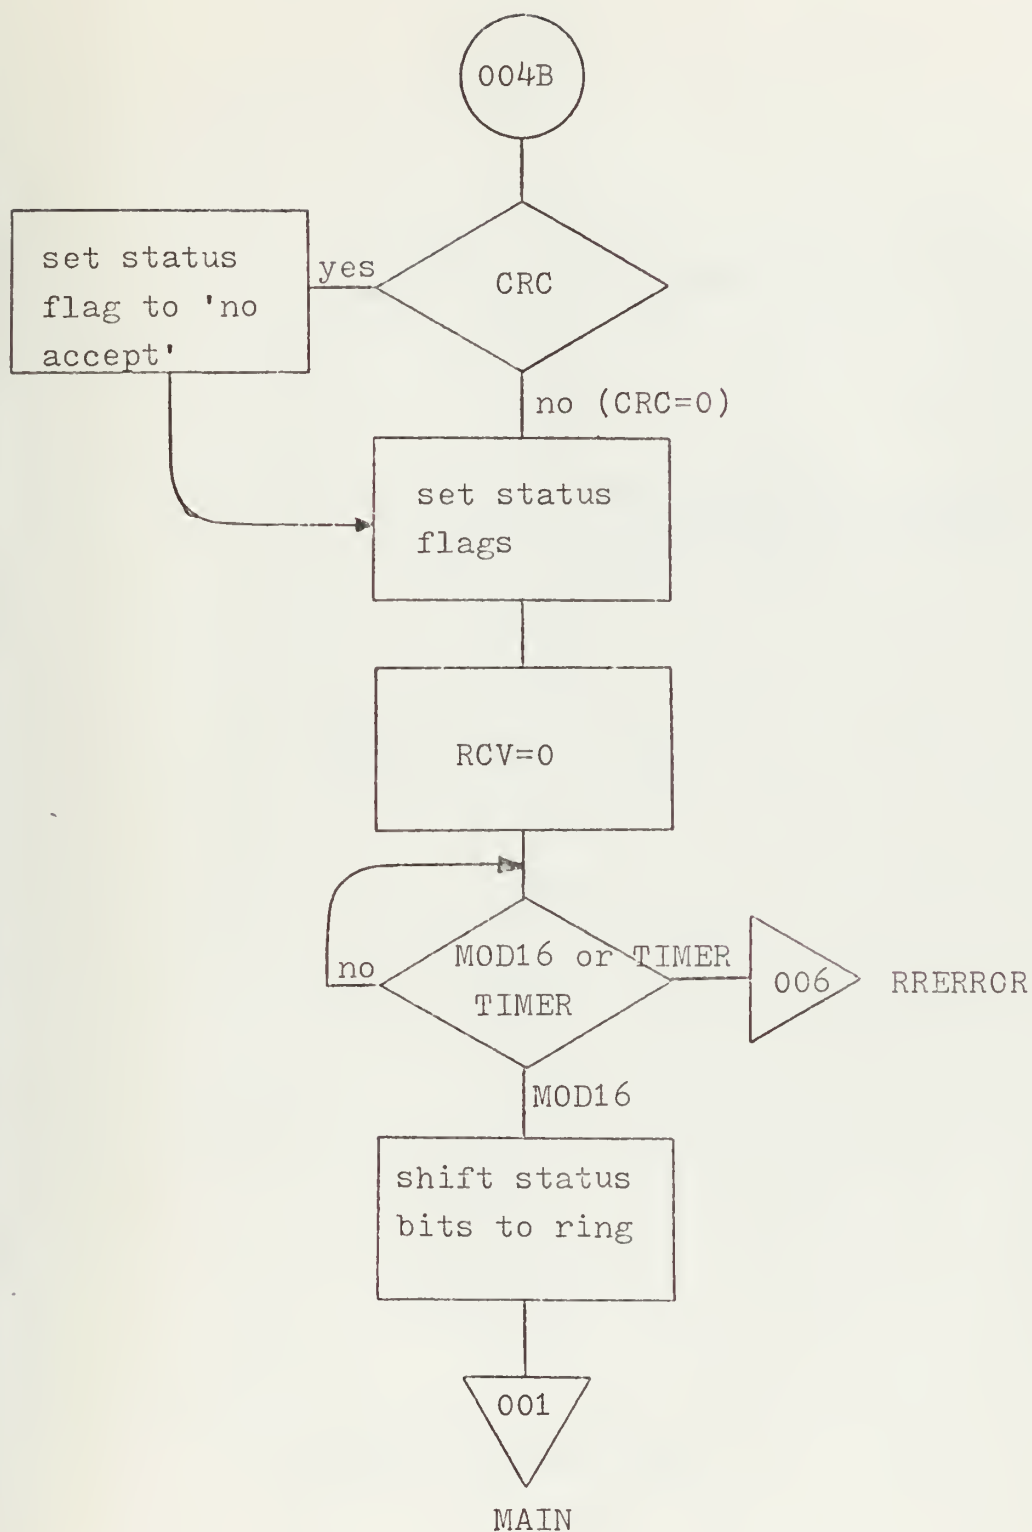 004B
CRC
yes
set status
flag to 'no
accept'
no (CRC=0)
set status
flags
RCV=0
no
MOD16 or
TIMER
TIMER
006
RRERROR
MOD16
shift status
bits to ring
001
MAIN